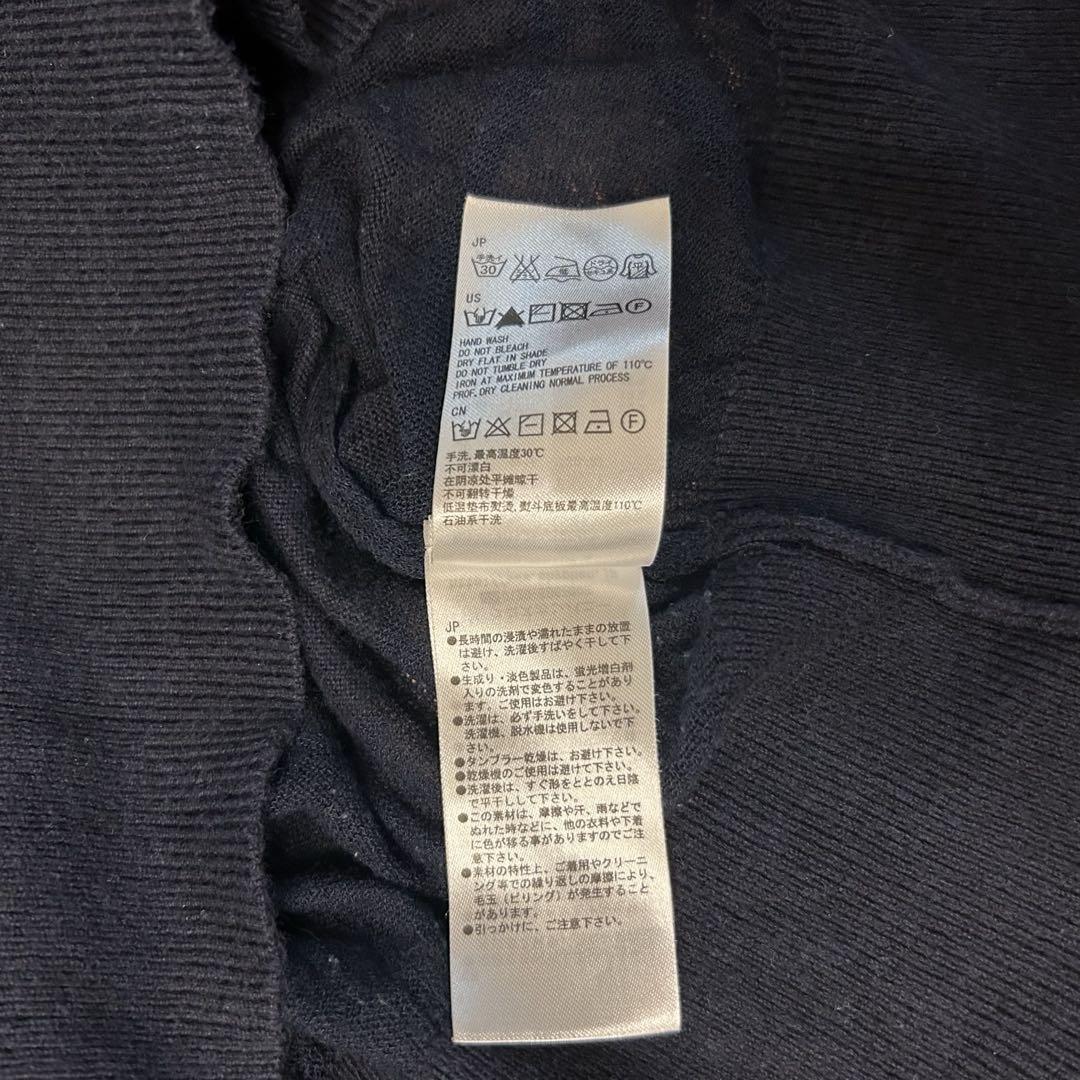 JP
手洗イ
30
低
ドライ
セキユ系
平
US
F
HAND WASH
DO NOT BLEACH
DRY FLAT IN SHADE
DO NOT TUMBLE DRY
IRON AT MAXIMUM TEMPERATURE OF 110℃
PROF. DRY CLEANING NORMAL PROCESS
CN
F
手洗，最高温度30℃
不可漂白
在阴凉处平摊晾干
不可翻转干燥
低温垫布熨烫，熨斗底板最高温度110℃
石油系干洗
JP
●長時間の浸漬や濡れたままの放置
は避け、洗濯後すばやく干して下
さい。
●生成り・淡色製品は、蛍光増白剤
入りの洗剤で変色することがあり
ます。ご使用はお避け下さい。
●洗濯は、必ず手洗いをして下さい。
洗濯機、脱水機は使用しないで下
さい。
●タンブラー乾燥は、お避け下さい。
●乾燥機のご使用は避けて下さい。
●洗濯後は、すぐ形をととのえ日陰
で平干しして下さい。
●この素材は、摩擦や汗、雨などで
ぬれた時などに、他の衣料や下着
に色が移る事がありますのでご注
意下さい。
●素材の特性上、ご着用やクリーニ
ング等での繰り返しの摩擦により、
毛玉（ピリング）が発生すること
があります。
●引っかけに、ご注意下さい。